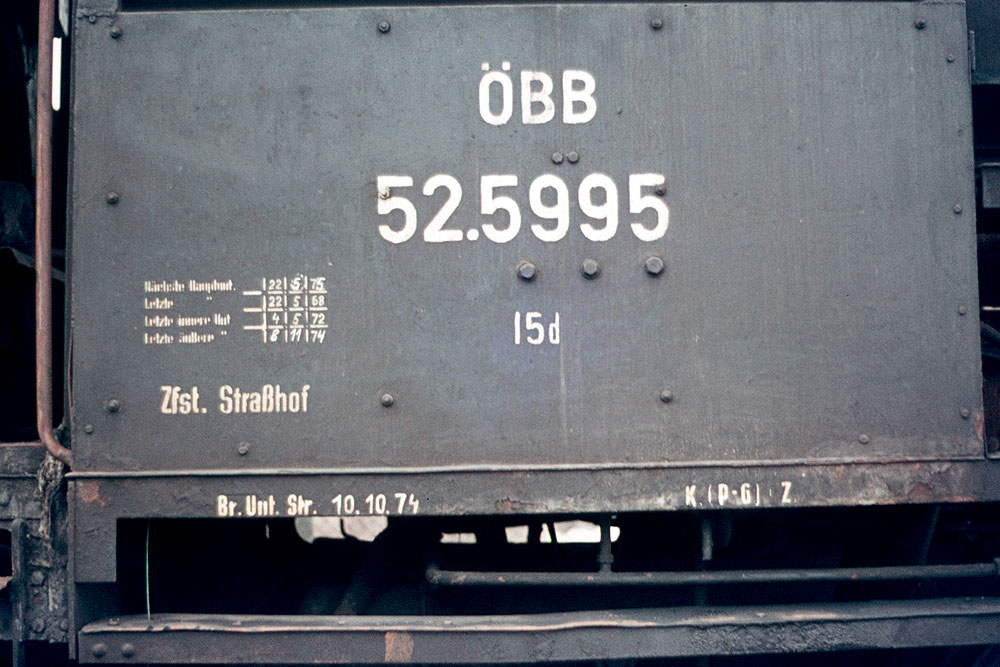 ÖBB
52.5995
15d
Nächste Hauptunt. 22 5 75
Letzte " 22 5 68
Letzte innere Unt 4 5 72
Letzte äußere " 8 11 74
Zfst. Straßhof
Br. Unt. Str. 10.10.74
K (P-G) Z